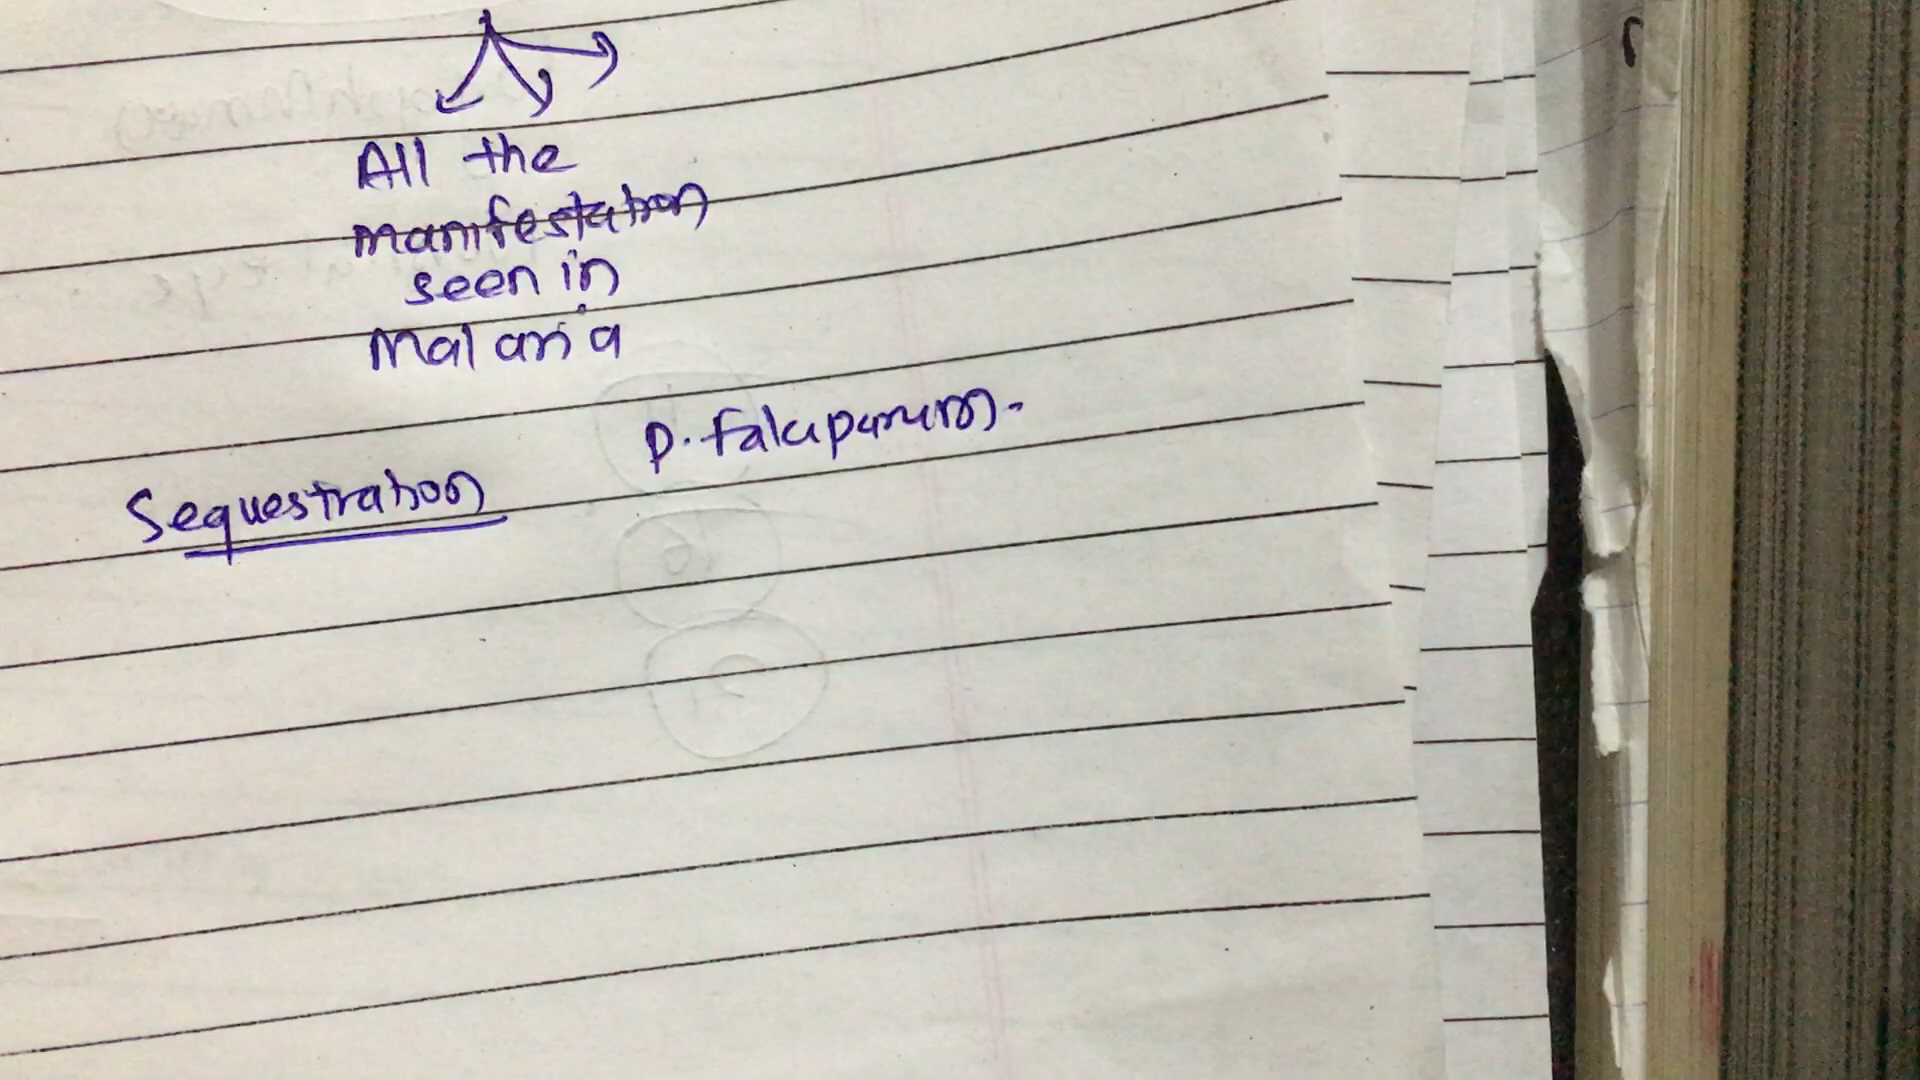 All the
manifestation
seen in
Malaria
P. falciparum.
Sequestration